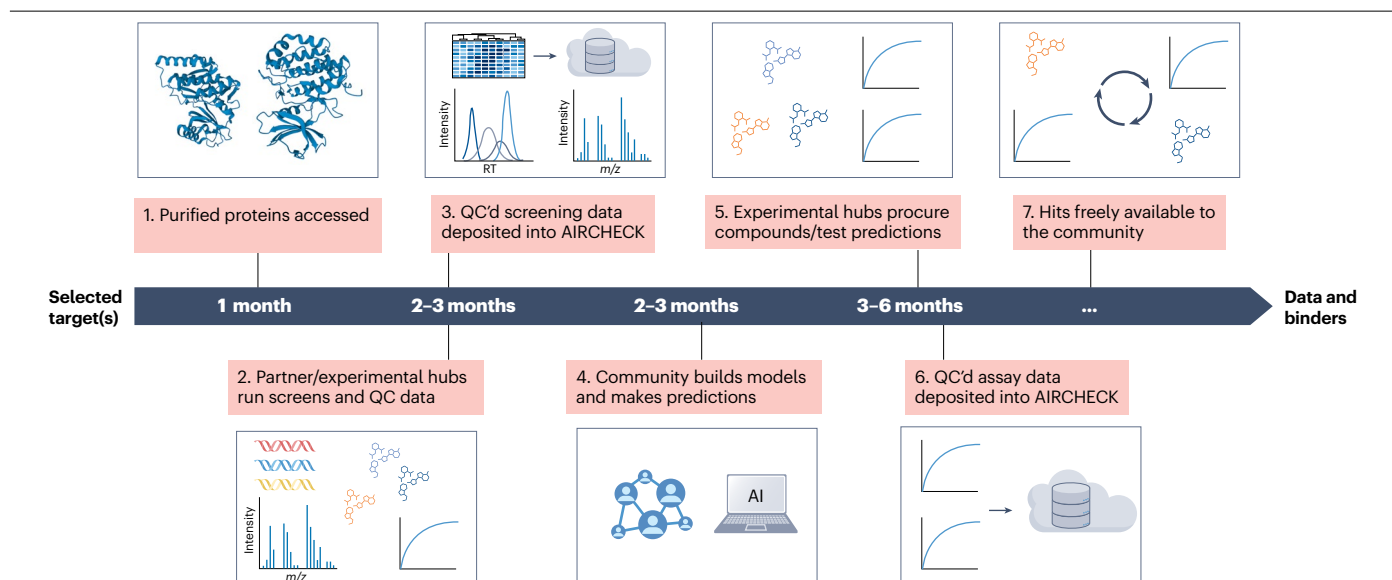 Intensity
RT
Intensity
m/z
1. Purified proteins accessed
3. QC'd screening data
deposited into AIRCHECK
5. Experimental hubs procure
compounds/test predictions
7. Hits freely available to
the community
Selected
target(s)
1 month
2–3 months
2–3 months
3–6 months
...
Data and
binders
2. Partner/experimental hubs
run screens and QC data
4. Community builds models
and makes predictions
6. QC'd assay data
deposited into AIRCHECK
Intensity
m/z
AI